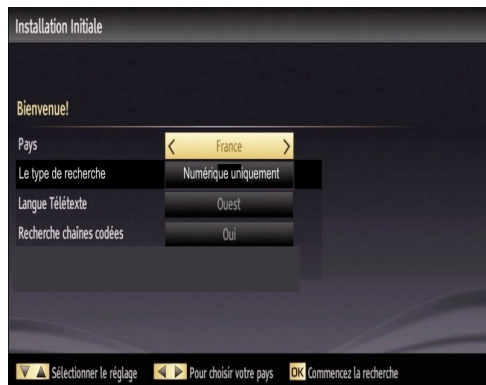 Installation Initiale
Bienvenue!
Pays < France >
Le type de recherche Numérique uniquement
Langue Télétexte Ouest
Recherche chaînes codées Oui
Sélectionner le réglage Pour choisir votre pays OK Commencez la recherche